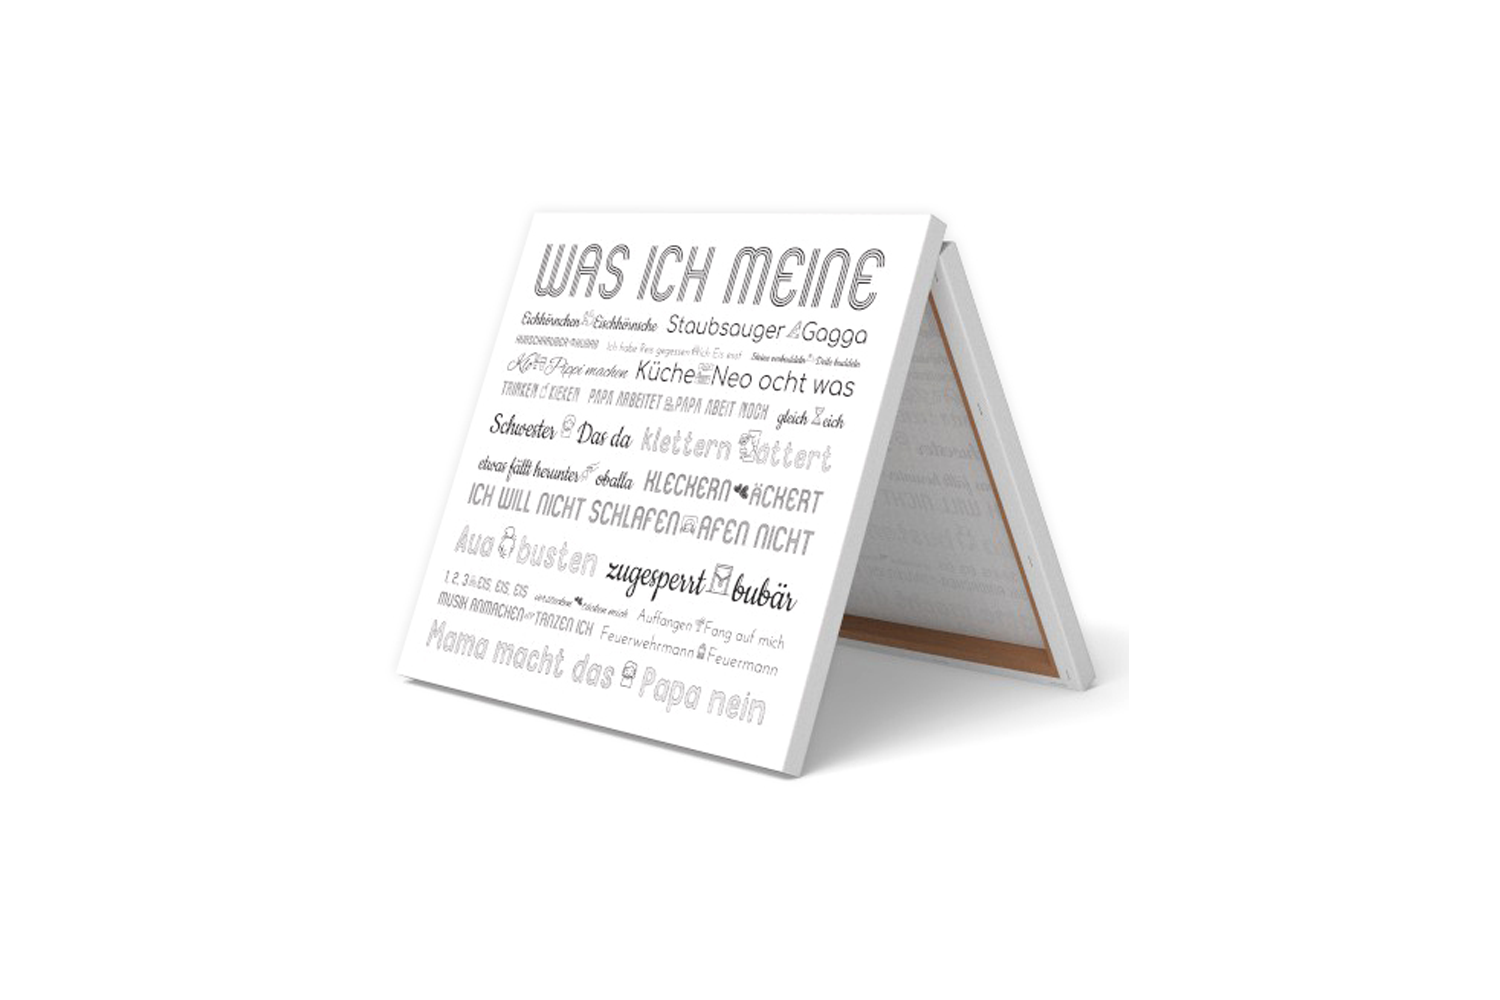 WAS ICH MEINE
Eichhörnchen Eischhörnsche Staubsauger Gagga
Ich habe Reis gegessen Ich Eis esst
Klo Pippi machen Küche Neo ocht was
TRINKEN KIEKEN PAPA ARBEITET PAPA ABEIT NOCH gleich eich
Schwester Das da klettern ättert
etwas fällt herunter oballa KLECKERN ÄCKERT
ICH WILL NICHT SCHLAFEN AFEN NICHT
Aua busten zugesperrt bubär
1, 2, 3 EIS, EIS, EIS Auffangen Fang auf mich
MUSIK ANMACHEN TANZEN ICH Feuerwehrmann Feuermann
Mama macht das Papa nein